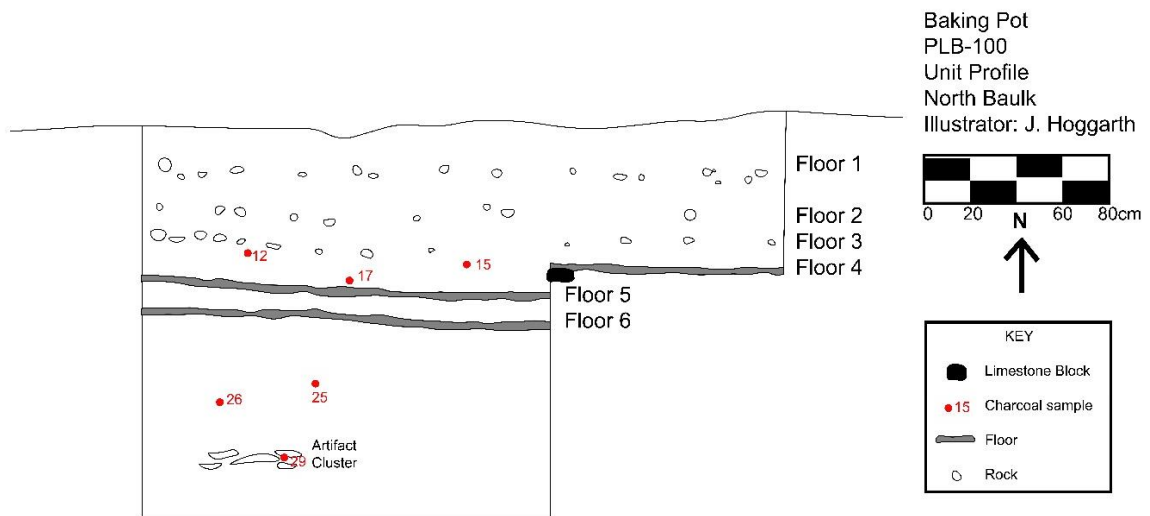 Baking Pot
PLB-100
Unit Profile
North Baulk
Illustrator: J. Hoggarth
0 20 N 60 80cm
Floor 1
Floor 2
Floor 3
Floor 4
Floor 5
Floor 6
12
17
15
26
25
29
Artifact
Cluster
KEY
Limestone Block
15 Charcoal sample
Floor
Rock